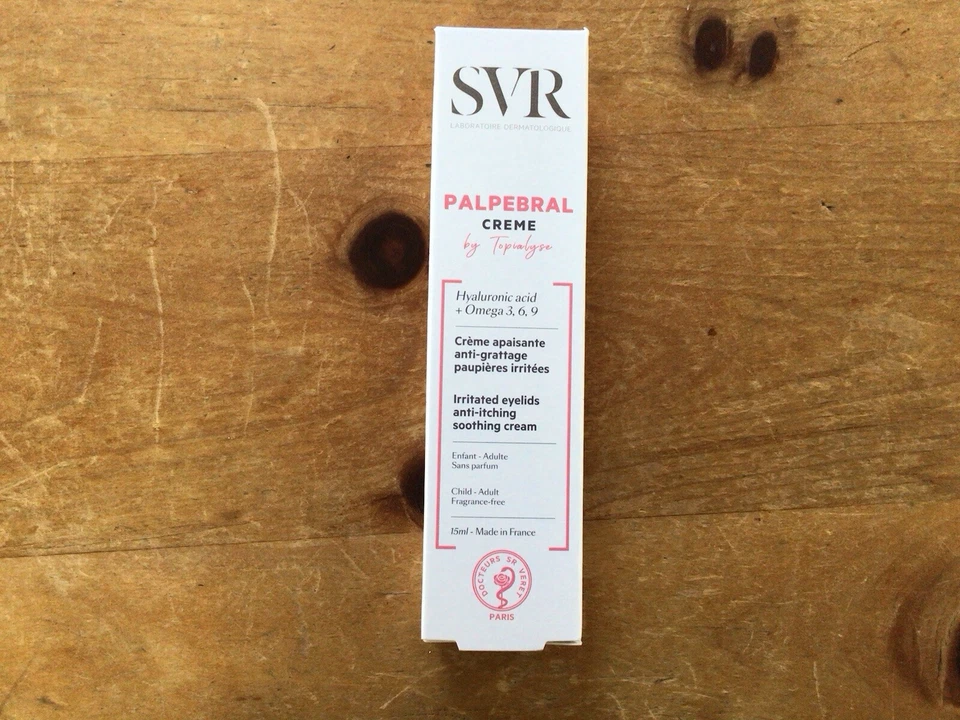 SVR
LABORATOIRE DERMATOLOGIQUE
PALPEBRAL
CREME
by Topialyse
Hyaluronic acid
+ Omega 3, 6, 9
Crème apaisante
anti-grattage
paupières irritées
Irritated eyelids
anti-itching
soothing cream
Enfant - Adulte
Sans parfum
Child - Adult
Fragrance-free
15ml - Made in France
DOCTEURS SR VERET
PARIS